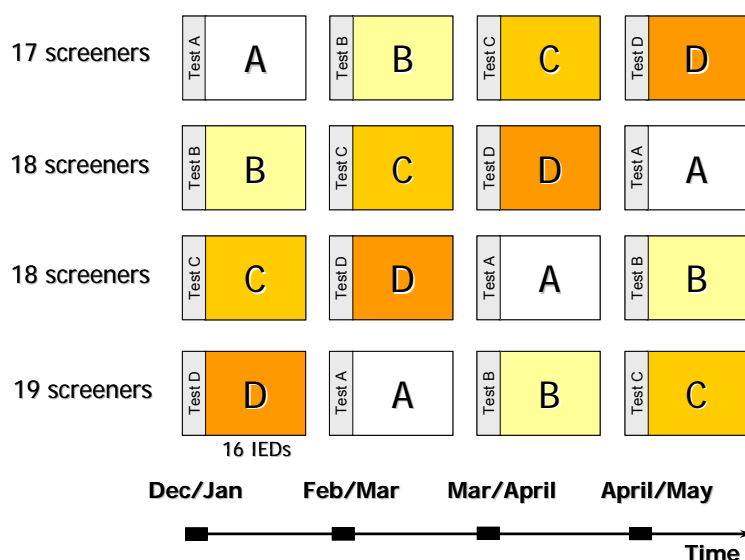 17 screeners
Test A
A
Test B
B
Test C
C
Test D
D
18 screeners
Test B
B
Test C
C
Test D
D
Test A
A
18 screeners
Test C
C
Test D
D
Test A
A
Test B
B
19 screeners
Test D
D
Test A
A
Test B
B
Test C
C
16 IEDs
Dec/Jan Feb/Mar Mar/April April/May
Time